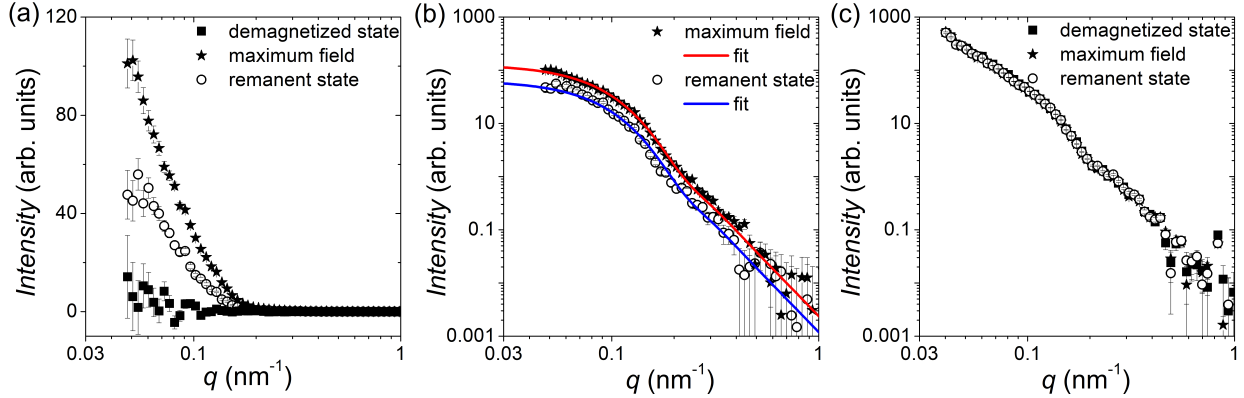 (a)
120
80
40
0
Intensity (arb. units)
demagnetized state
maximum field
remanent state
0.03
0.1
1
q (nm⁻¹)
(b)
1000
10
0.1
0.001
Intensity (arb. units)
maximum field
fit
remanent state
fit
0.03
0.1
1
q (nm⁻¹)
(c)
1000
10
0.1
0.001
Intensity (arb. units)
demagnetized state
maximum field
remanent state
0.03
0.1
1
q (nm⁻¹)